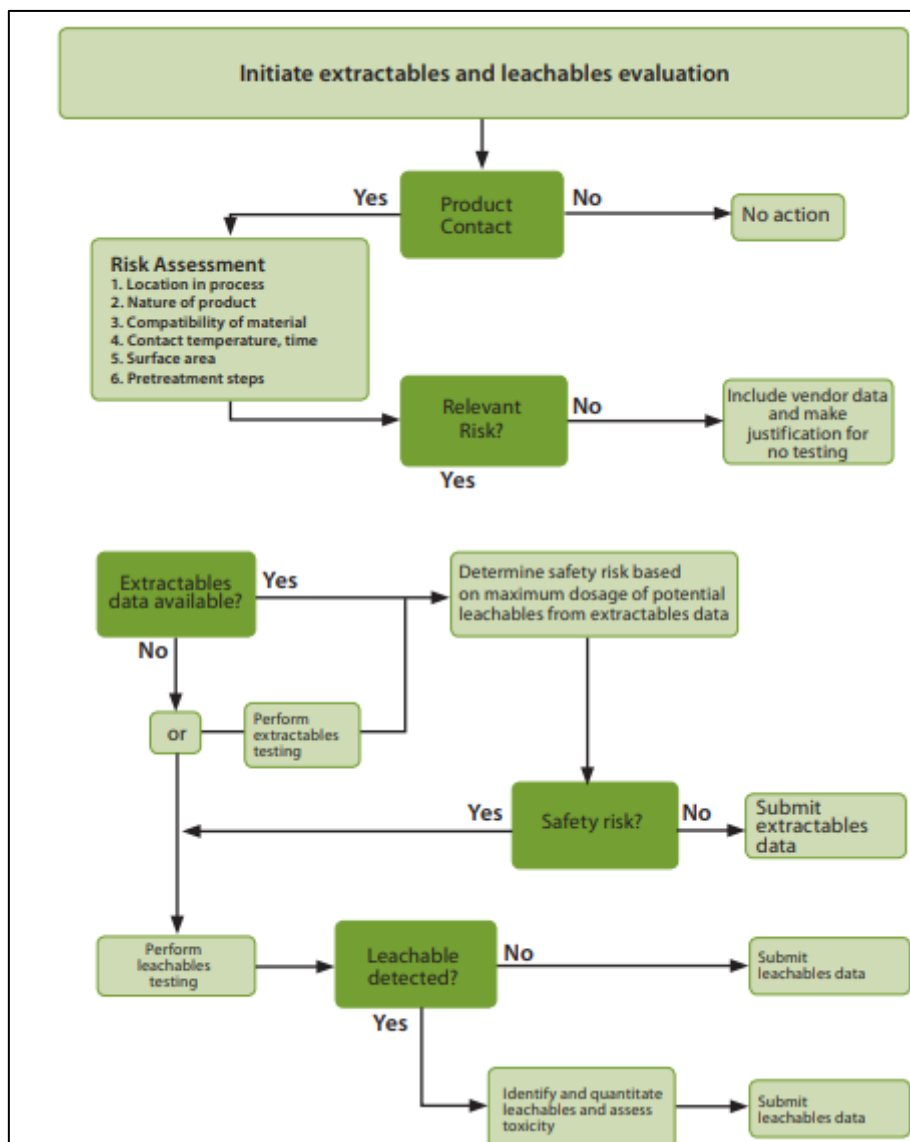 Initiate extractables and leachables evaluation
Yes
Product
Contact
No
No action
Risk Assessment
1. Location in process
2. Nature of product
3. Compatibility of material
4. Contact temperature, time
5. Surface area
6. Pretreatment steps
Relevant
Risk?
No
Include vendor data
and make
justification for
no testing
Yes
Extractables
data available?
Yes
Determine safety risk based
on maximum dosage of potential
leachables from extractables data
No
or
Perform
extractables
testing
Yes
Safety risk?
No
Submit
extractables
data
Perform
leachables
testing
Leachable
detected?
No
Submit
leachables data
Yes
Identify and quantitate
leachables and assess
toxicity
Submit
leachables data